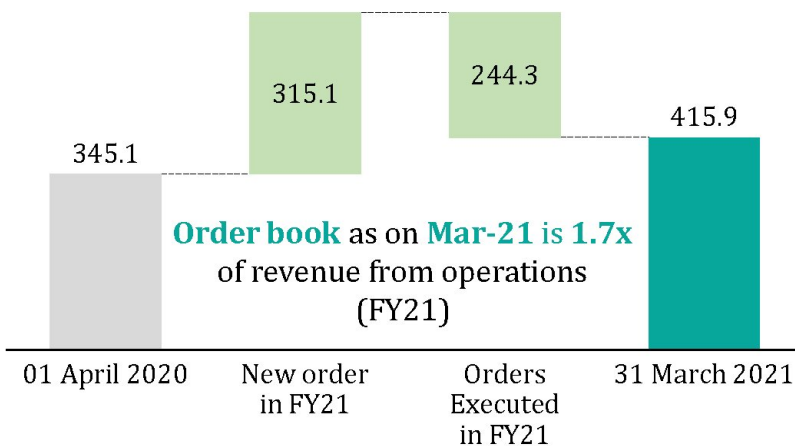 315.1
244.3
415.9
345.1
Order book as on Mar-21 is 1.7x
of revenue from operations
(FY21)
01 April 2020
New order
in FY21
Orders
Executed
in FY21
31 March 2021